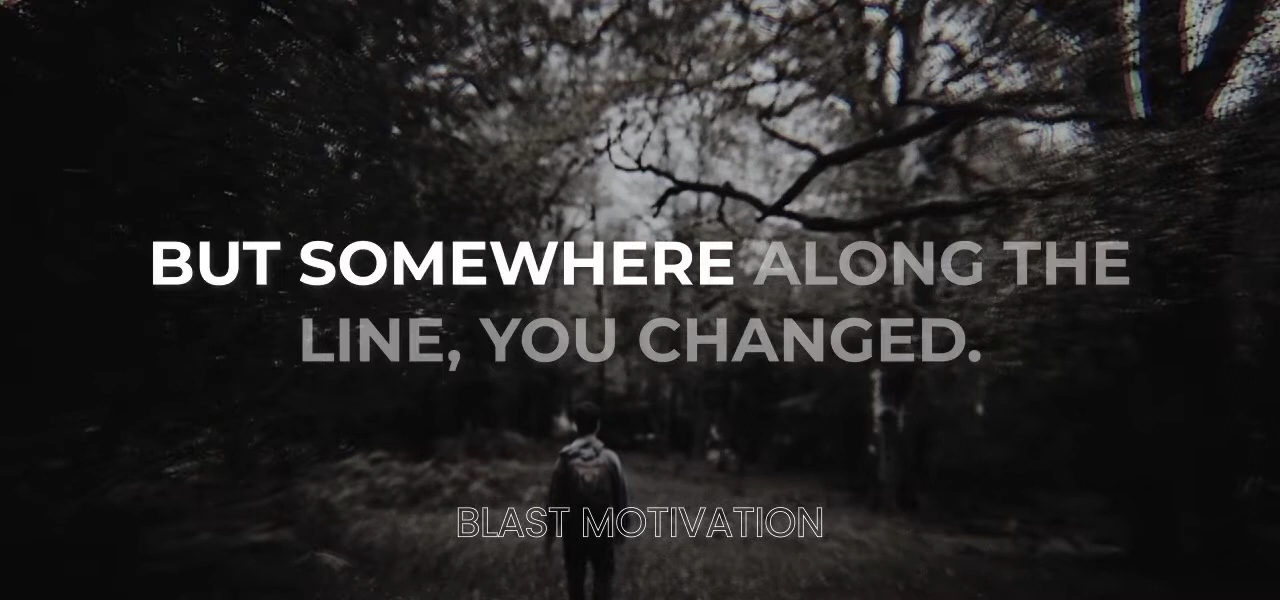 BUT SOMEWHERE ALONG THE
LINE, YOU CHANGED.
BLAST MOTIVATION